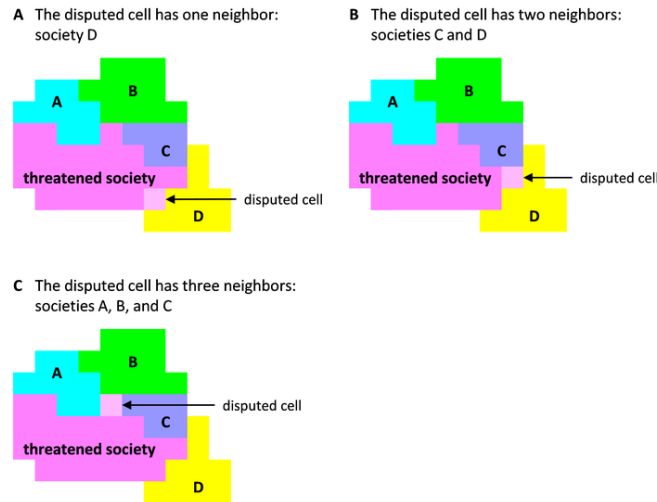 A The disputed cell has one neighbor:
society D
B The disputed cell has two neighbors:
societies C and D
A
B
C
threatened society
disputed cell
D
A
B
C
threatened society
disputed cell
D
C The disputed cell has three neighbors:
societies A, B, and C
A
B
disputed cell
C
threatened society
D